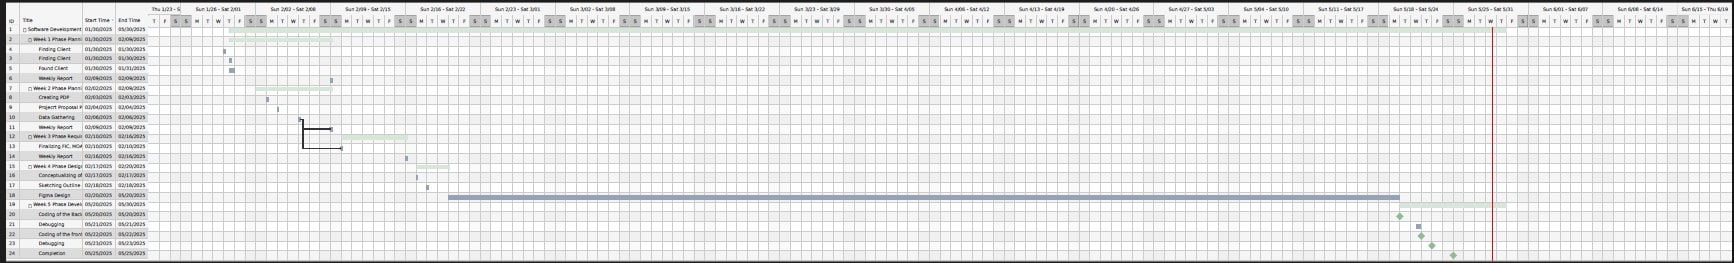 Thu 1/23 - S Sun 1/26 - Sat 2/01 Sun 2/02 - Sat 2/08 Sun 2/09 - Sat 2/15 Sun 2/16 - Sat 2/22 Sun 2/23 - Sat 3/01 Sun 3/02 - Sat 3/08 Sun 3/09 - Sat 3/15 Sun 3/16 - Sat 3/22 Sun 3/23 - Sat 3/29 Sun 3/30 - Sat 4/05 Sun 4/06 - Sat 4/12 Sun 4/13 - Sat 4/19 Sun 4/20 - Sat 4/26 Sun 4/27 - Sat 5/03 Sun 5/04 - Sat 5/10 Sun 5/11 - Sat 5/17 Sun 5/18 - Sat 5/24 Sun 5/25 - Sat 5/31 Sun 6/01 - Sat 6/07 Sun 6/08 - Sat 6/14 Sun 6/15 - Thu 6/19
ID Title Start Time End Time T F S S M T W T F S S M T W T F S S M T W T F S S M T W T F S S M T W T F S S M T W T F S S M T W T F S S M T W T F S S M T W T F S S M T W T F S S M T W T F S S M T W T F S S M T W T F S S M T W T F S S M T W T F S S M T W T F S S M T W T F S S M T W T F S S M T W T F S S M T W T F S S M T W T F S S M T W T F S S M T W T
1 Software Development 01/30/2025 05/30/2025
2 Week 1 Phase Planni 01/30/2025 02/09/2025
4 Finding Client 01/30/2025 01/30/2025
3 Finding Client 01/30/2025 01/30/2025
5 Found Client 01/30/2025 01/31/2025
6 Weekly Report 02/09/2025 02/09/2025
7 Week 2 Phase Planni 02/02/2025 02/09/2025
8 Creating PDP 02/03/2025 02/03/2025
9 Projecrt Proposal P 02/04/2025 02/04/2025
10 Data Gathering 02/06/2025 02/06/2025
11 Weekly Report 02/09/2025 02/09/2025
12 Week 3 Phase Requi 02/10/2025 02/16/2025
13 Finalizing FIC, MOA 02/10/2025 02/10/2025
14 Weekly Report 02/16/2025 02/16/2025
15 Week 4 Phase Desig 02/17/2025 02/20/2025
16 Conceptualizing of 02/17/2025 02/17/2025
17 Sketching Outline 02/18/2025 02/18/2025
18 Figma Design 02/20/2025 05/20/2025
19 Week 5 Phase Devel 05/20/2025 05/30/2025
20 Coding of the Back 05/20/2025 05/20/2025
21 Debugging 05/21/2025 05/21/2025
22 Coding of the front 05/22/2025 05/22/2025
23 Debugging 05/23/2025 05/23/2025
24 Completion 05/25/2025 05/25/2025